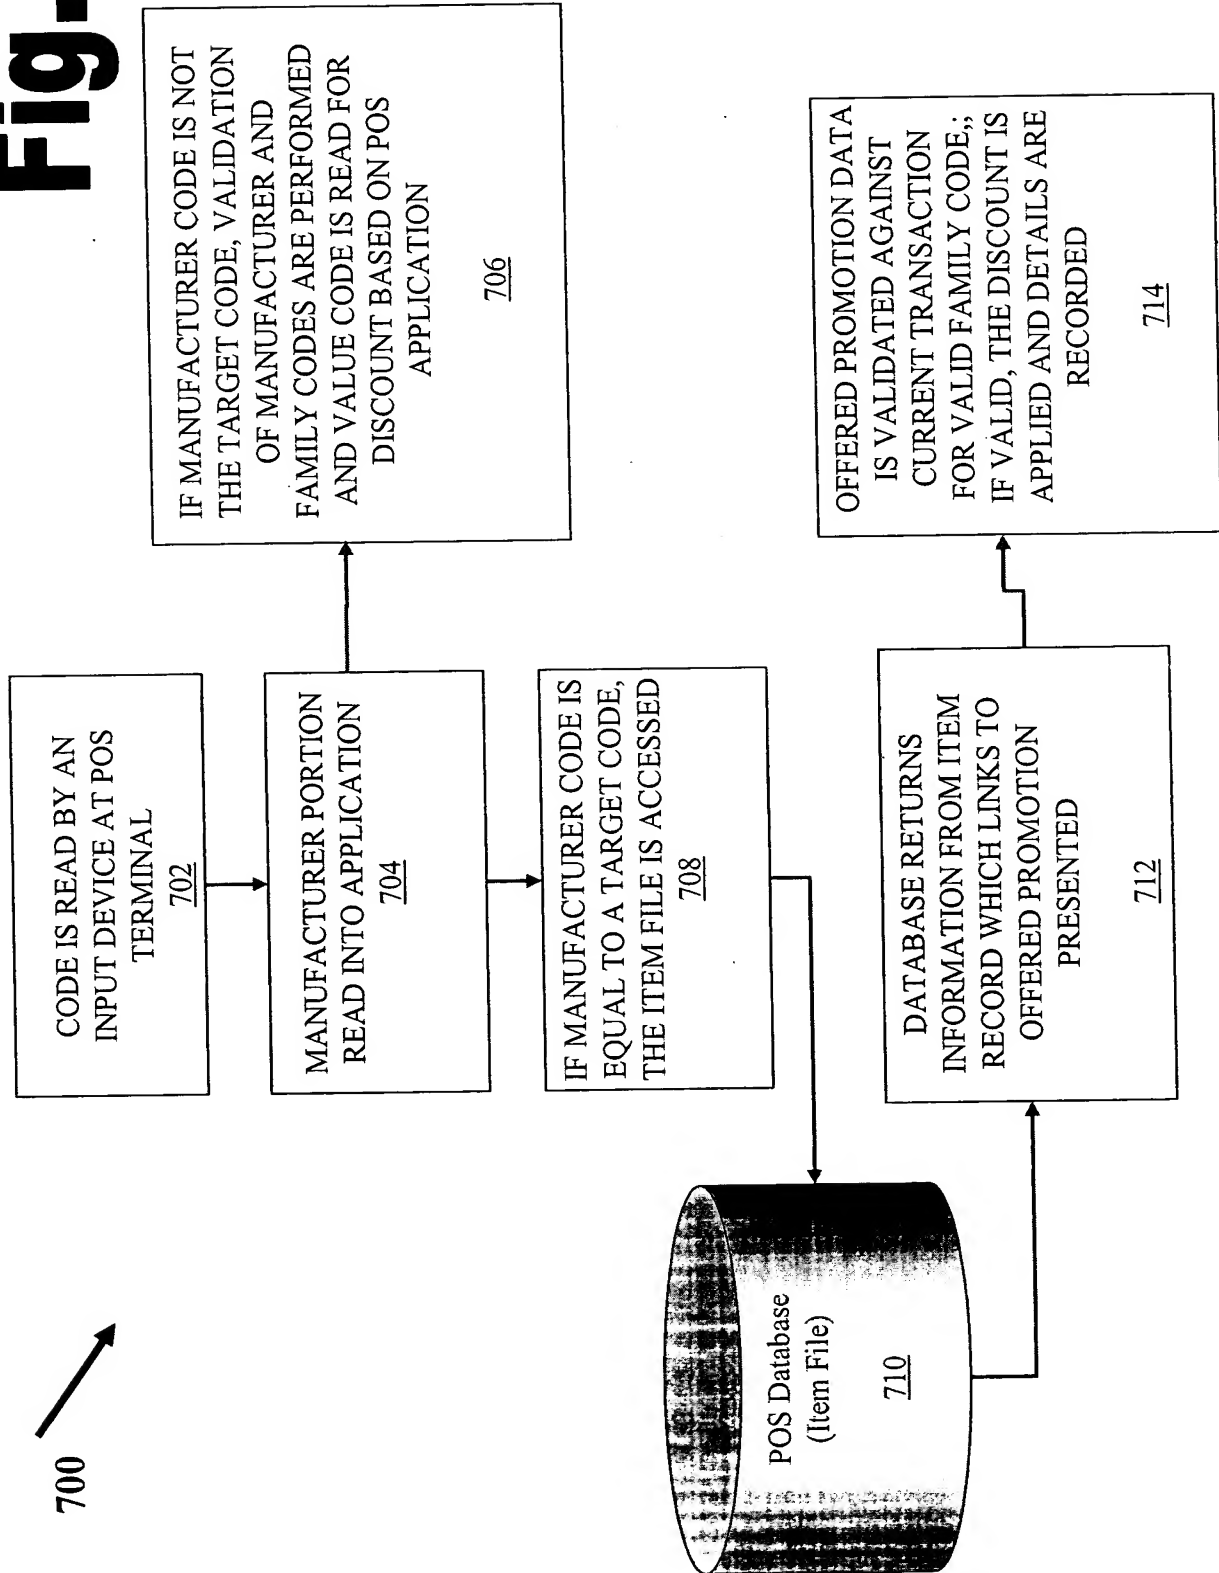 Fig-
700
CODE IS READ BY AN
INPUT DEVICE AT POS
TERMINAL
702
MANUFACTURER PORTION
READ INTO APPLICATION
704
IF MANUFACTURER CODE IS NOT
THE TARGET CODE, VALIDATION
OF MANUFACTURER AND
FAMILY CODES ARE PERFORMED
AND VALUE CODE IS READ FOR
DISCOUNT BASED ON POS
APPLICATION
706
IF MANUFACTURER CODE IS
EQUAL TO A TARGET CODE,
THE ITEM FILE IS ACCESSED
708
POS Database
(Item File)
710
DATABASE RETURNS
INFORMATION FROM ITEM
RECORD WHICH LINKS TO
OFFERED PROMOTION
PRESENTED
712
OFFERED PROMOTION DATA
IS VALIDATED AGAINST
CURRENT TRANSACTION
FOR VALID FAMILY CODE,;
IF VALID, THE DISCOUNT IS
APPLIED AND DETAILS ARE
RECORDED
714